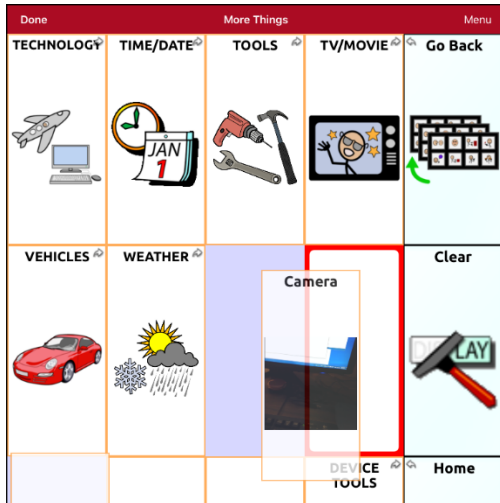 Done More Things Menu
TECHNOLOGY TIME/DATE TOOLS TV/MOVIE Go Back
JAN
1
VEHICLES WEATHER Clear
Camera
DISPLAY
DEVICE
TOOLS
Home